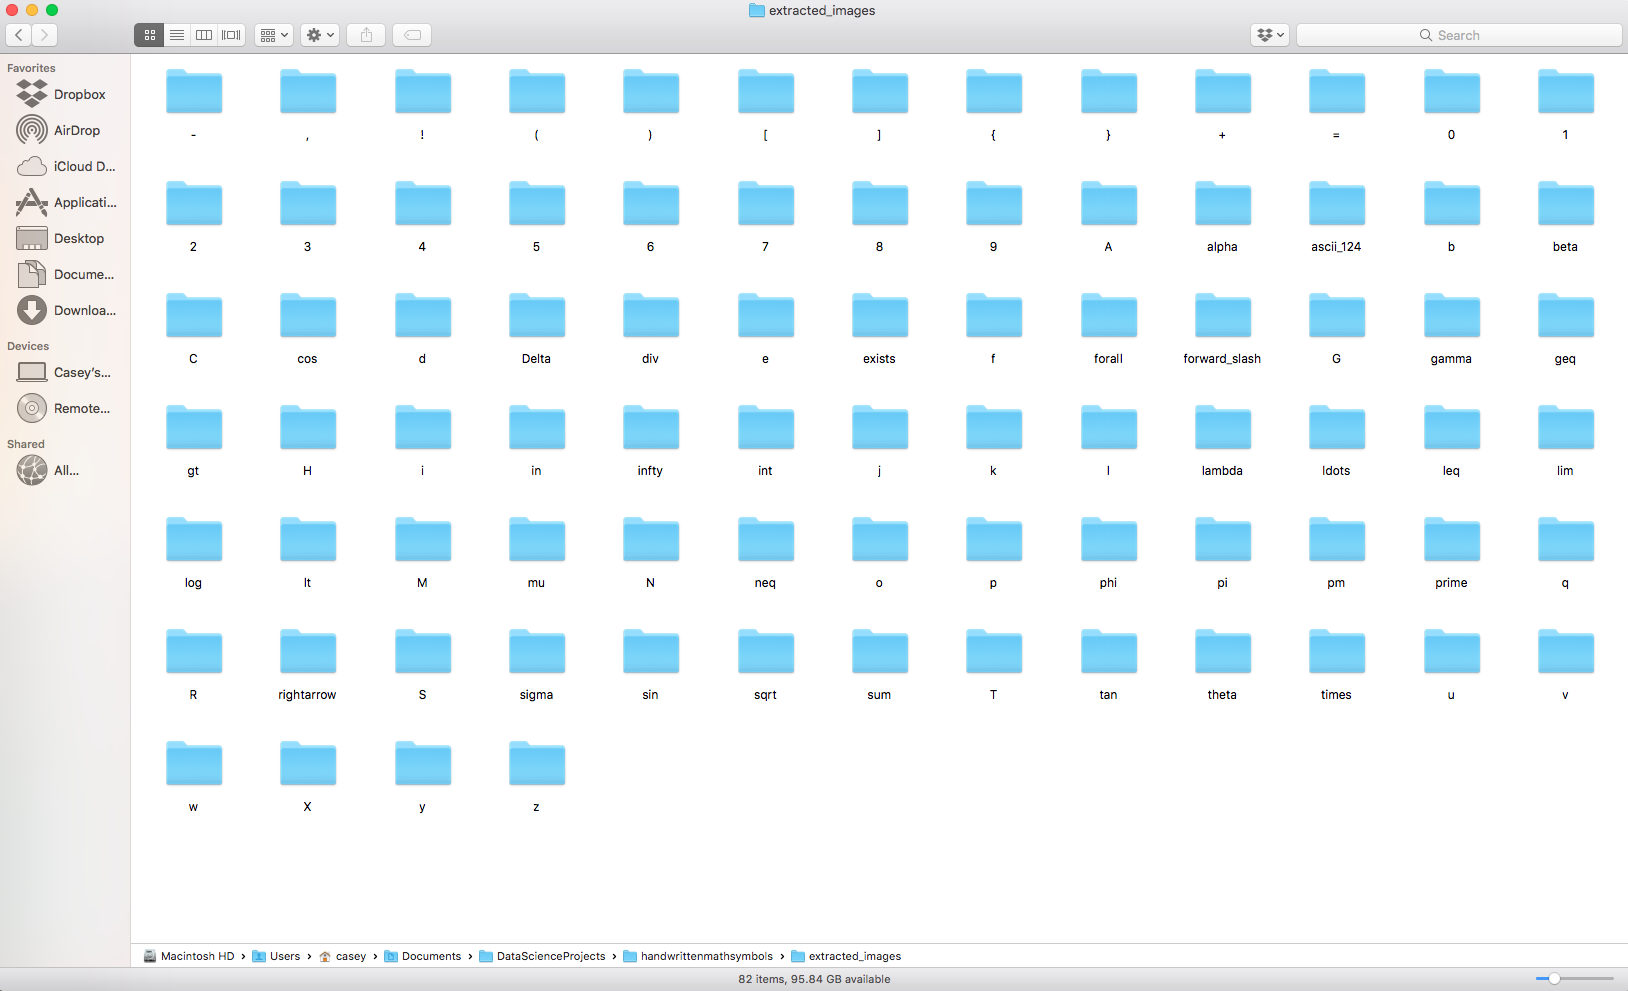 extracted_images
Search
Favorites
Dropbox
AirDrop
iCloud D...
Applicati...
Desktop
Docume...
Downloa...
Devices
Casey's...
Remote...
Shared
All...
- , ! ( ) [ ] { } + = 0 1
2 3 4 5 6 7 8 9 A alpha ascii_124 b beta
C cos d Delta div e exists f forall forward_slash G gamma geq
gt H i in infty int j k l lambda ldots leq lim
log lt M mu N neq o p phi pi pm prime q
R rightarrow S sigma sin sqrt sum T tan theta times u v
w X y z
Macintosh HD › Users › casey › Documents › DataScienceProjects › handwrittenmathsymbols › extracted_images
82 items, 95.84 GB available